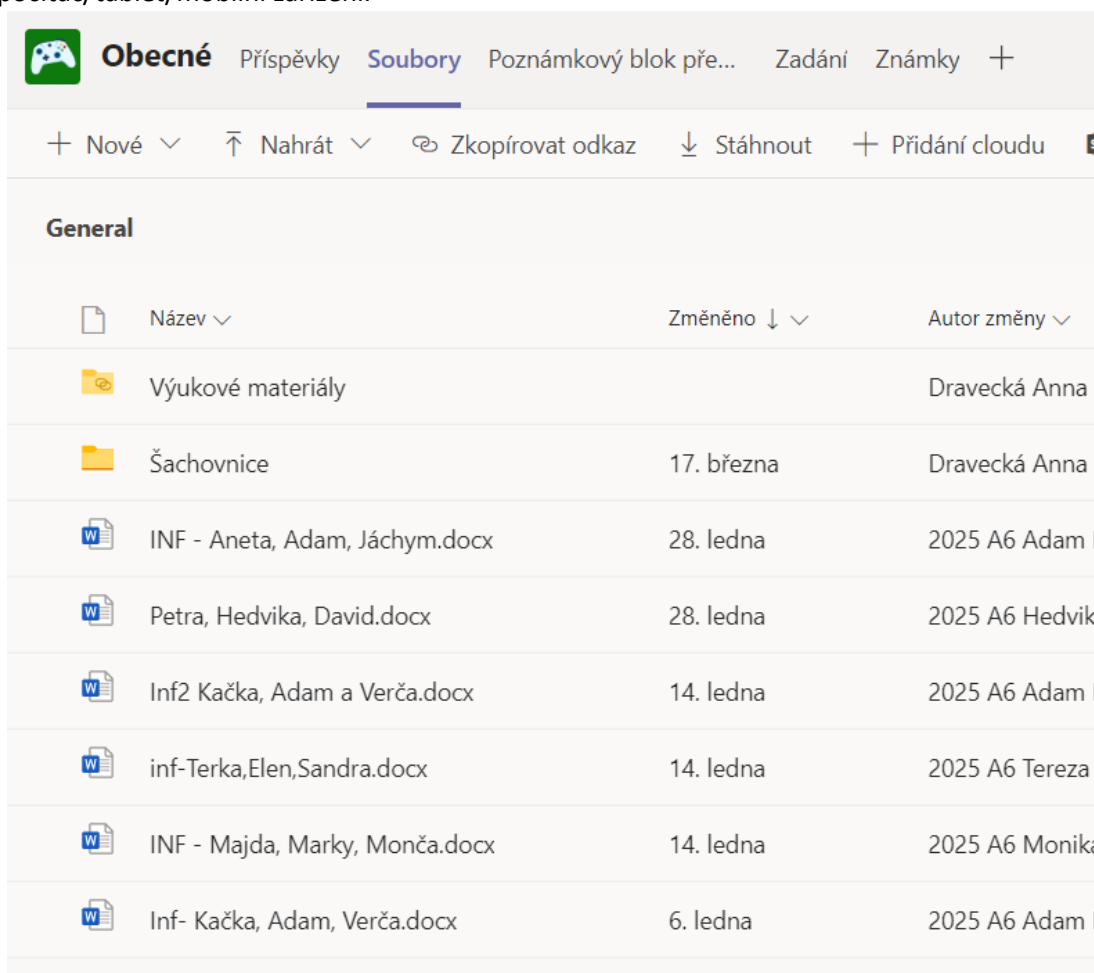 počítač, tablet, mobilní zařízení.
Obecné Příspěvky Soubory Poznámkový blok pře... Zadání Známky +
+ Nové Nahrát Zkopírovat odkaz Stáhnout + Přidání cloudu
General
Název Změněno ↓ Autor změny
Výukové materiály Dravecká Anna
Šachovnice 17. března Dravecká Anna
INF - Aneta, Adam, Jáchym.docx 28. ledna 2025 A6 Adam
Petra, Hedvika, David.docx 28. ledna 2025 A6 Hedvik
Inf2 Kačka, Adam a Verča.docx 14. ledna 2025 A6 Adam
inf-Terka,Elen,Sandra.docx 14. ledna 2025 A6 Tereza
INF - Majda, Marky, Monča.docx 14. ledna 2025 A6 Monika
Inf- Kačka, Adam, Verča.docx 6. ledna 2025 A6 Adam